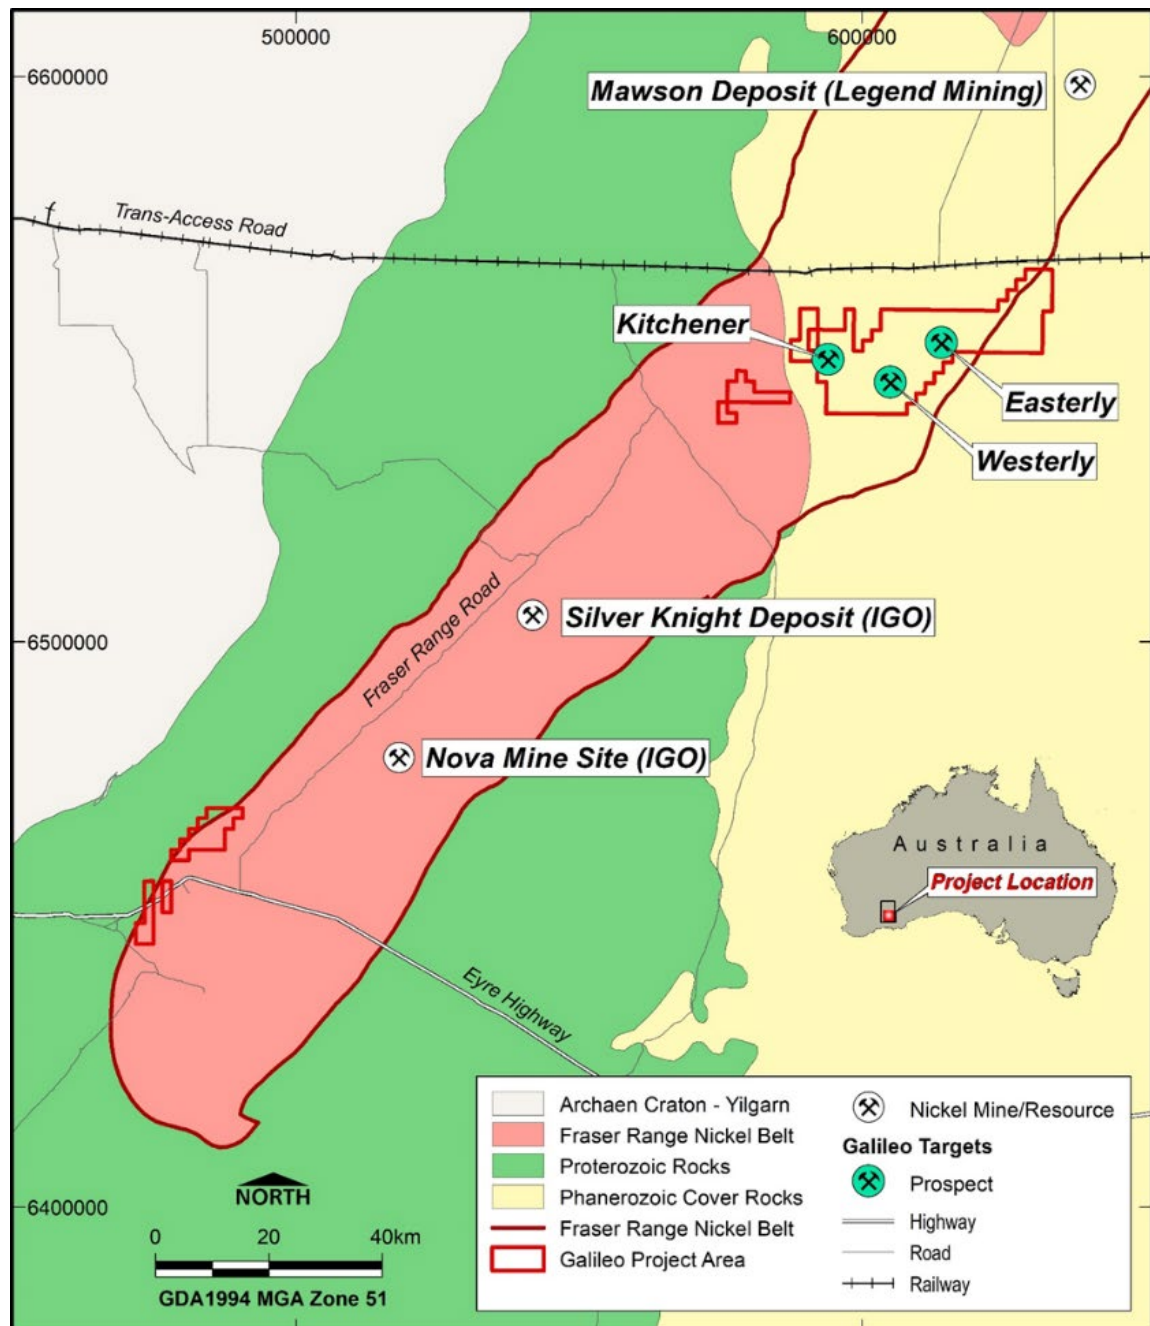 500000
600000
6600000
Mawson Deposit (Legend Mining)
Trans-Access Road
Kitchener
Easterly
Westerly
Fraser Range Road
Silver Knight Deposit (IGO)
6500000
Nova Mine Site (IGO)
Australia
Project Location
Eyre Highway
Archaen Craton - Yilgarn
Fraser Range Nickel Belt
Proterozoic Rocks
Phanerozoic Cover Rocks
Fraser Range Nickel Belt
Galileo Project Area
Nickel Mine/Resource
Galileo Targets
Prospect
Highway
Road
Railway
NORTH
6400000
0 20 40km
GDA1994 MGA Zone 51